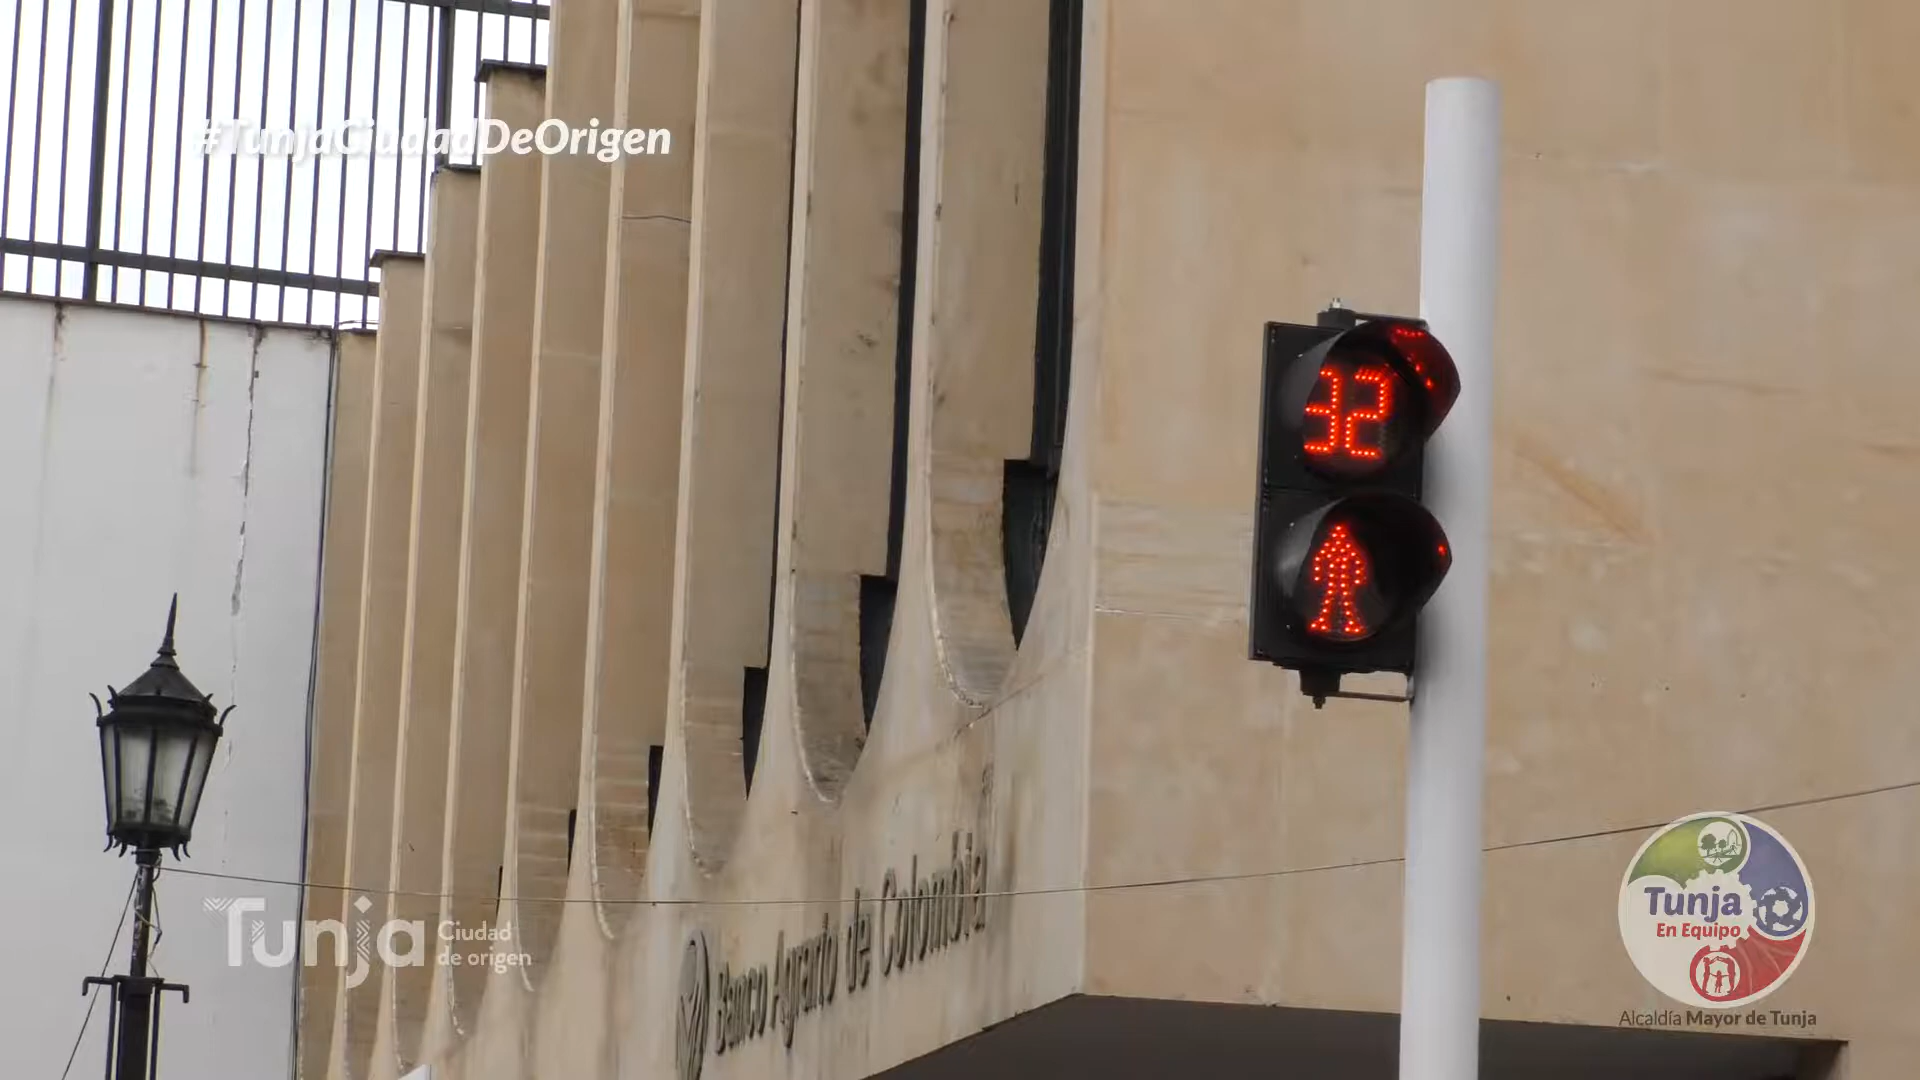 #TunjaCiudadDeOrigen
32
Banco Agrario de Colombia
Tunja
Ciudad
de origen
Tunja
En Equipo
Alcaldía Mayor de Tunja